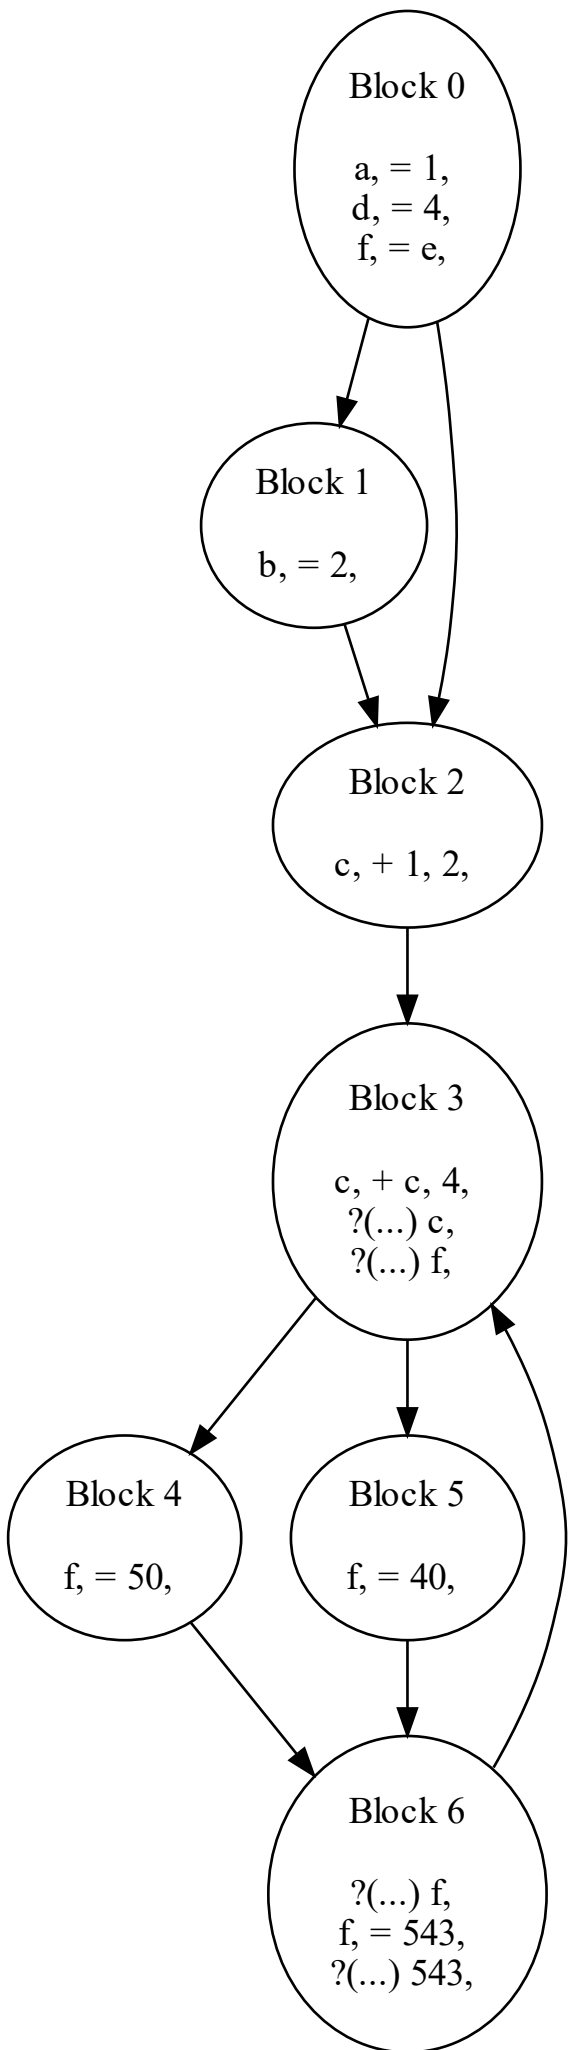 Block 0
a, = 1,
d, = 4,
f, = e,
Block 1
b, = 2,
Block 2
c, + 1, 2,
Block 3
c, + c, 4,
?(...) c,
?(...) f,
Block 4
f, = 50,
Block 5
f, = 40,
Block 6
?(...) f,
f, = 543,
?(...) 543,